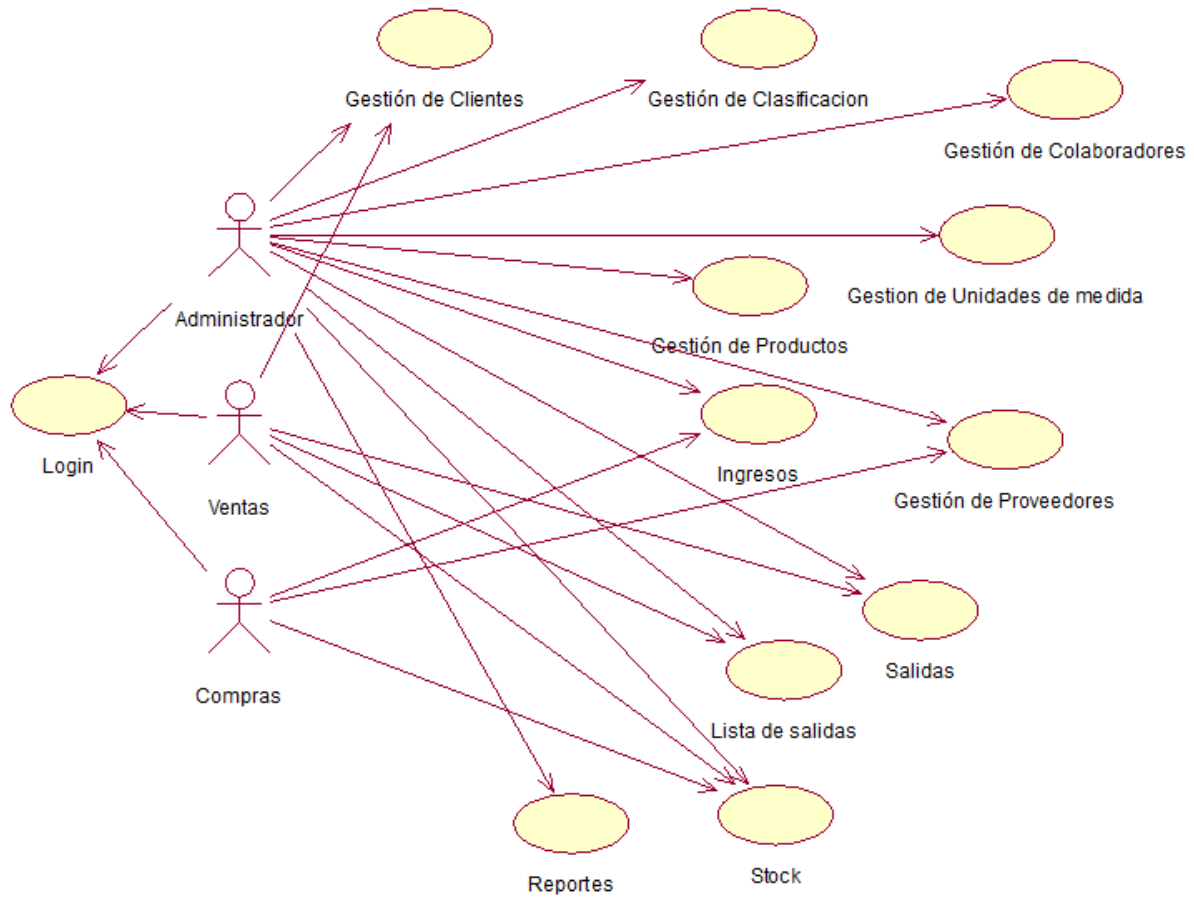 Gestión de Clientes
Gestión de Clasificacion
Gestión de Colaboradores
Gestion de Unidades de medida
Administrador
Gestión de Productos
Login
Ingresos
Gestión de Proveedores
Ventas
Salidas
Compras
Lista de salidas
Stock
Reportes